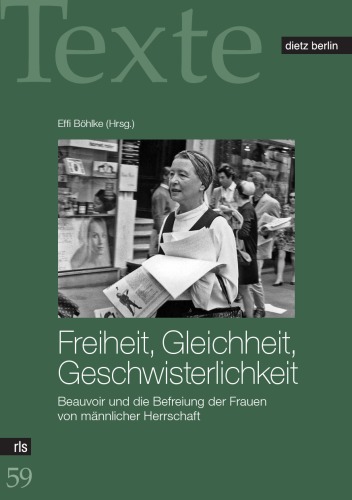 Texte
dietz berlin
Effi Böhlke (Hrsg.)
Freiheit, Gleichheit,
Geschwisterlichkeit
Beauvoir und die Befreiung der Frauen
von männlicher Herrschaft
rls
59